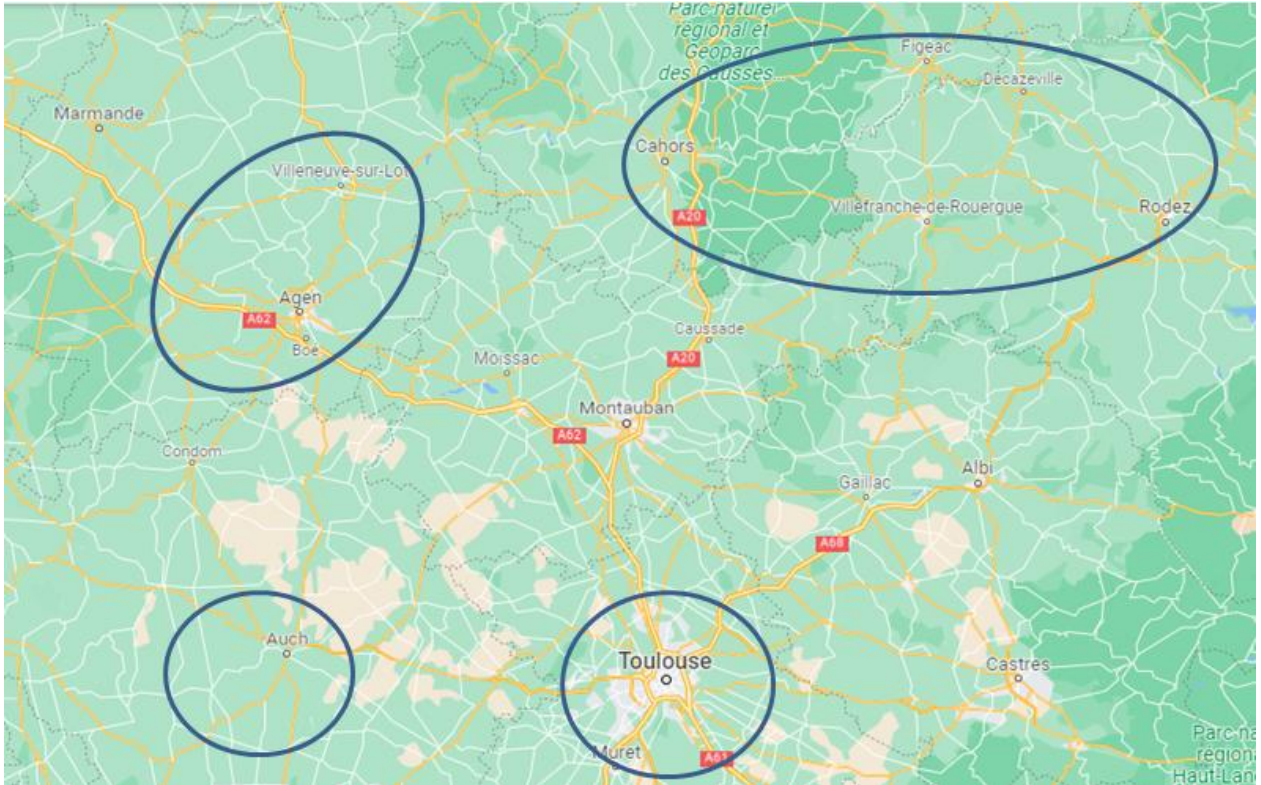 Parc naturel
régional et
Géoparc
des Causses...
Figeac
Décazeville
Marmande
Cahors
Villeneuve-sur-Lot
A20
Villefranche-de-Rouergue
Rodez
Agen
A62
Boé
Caussade
Moissac
A20
Montauban
A62
Condom
Gaillac
Albi
A68
Auch
Toulouse
Castres
Muret
A61
Parc na
régiona
Haut-Lang